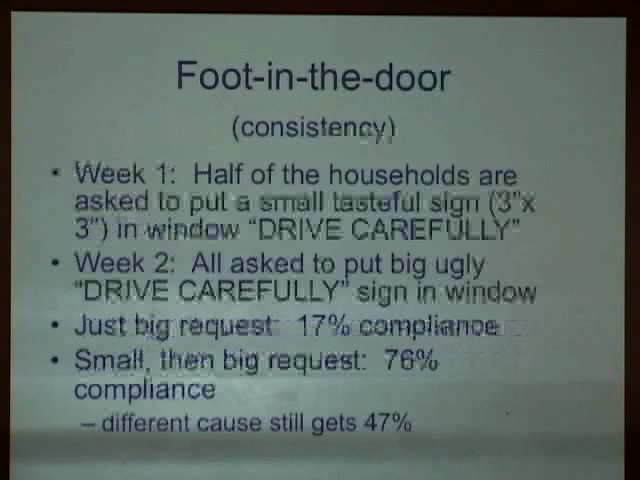 Foot-in-the-door
(consistency)
• Week 1: Half of the households are
asked to put a small tasteful sign (3"x
3") in window "DRIVE CAREFULLY"
• Week 2: All asked to put big ugly
"DRIVE CAREFULLY" sign in window
• Just big request: 17% compliance
• Small, then big request: 76%
compliance
– different cause still gets 47%